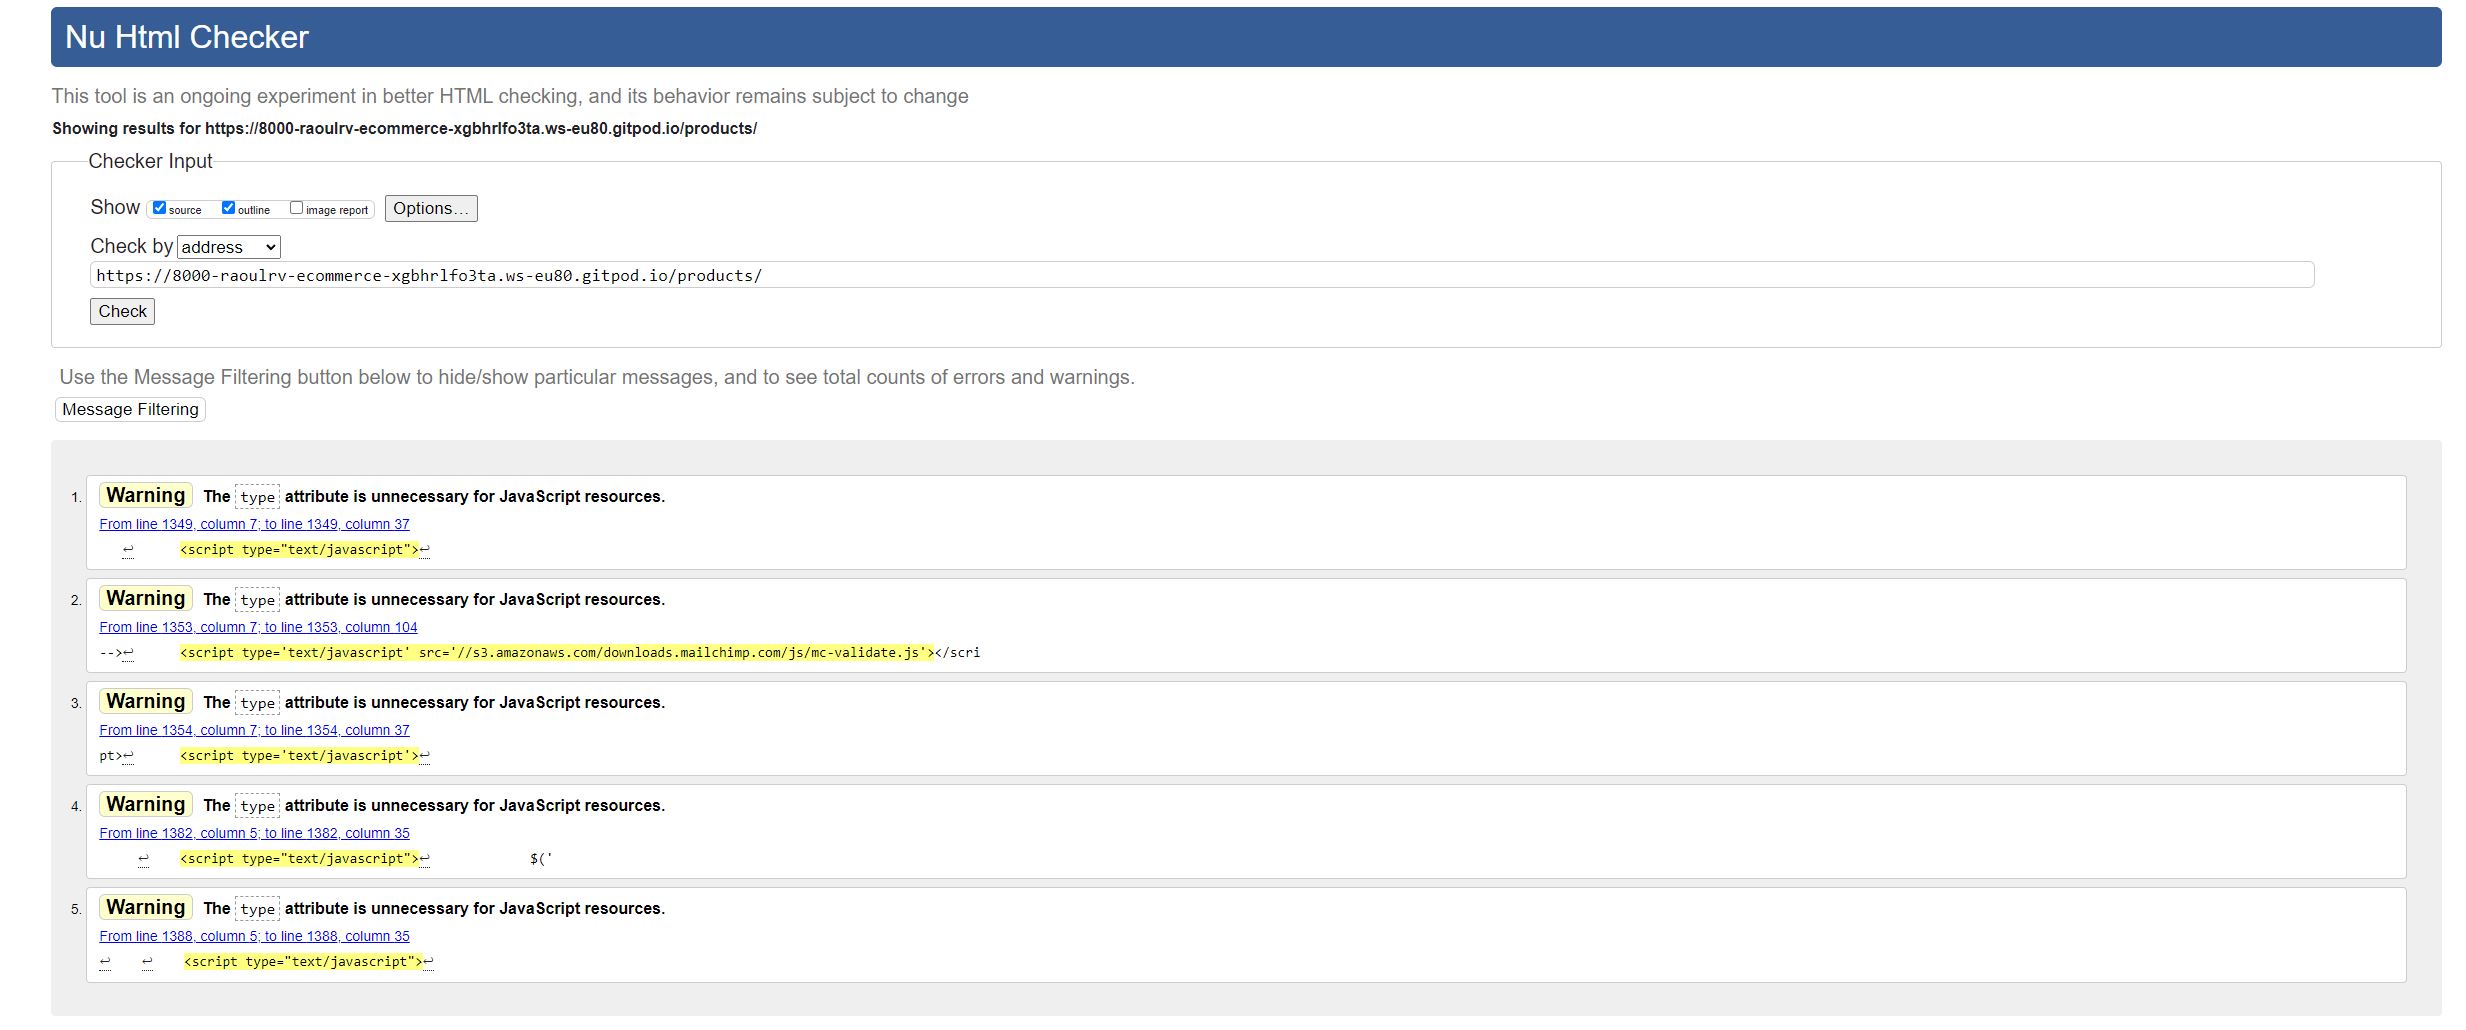 Nu Html Checker
This tool is an ongoing experiment in better HTML checking, and its behavior remains subject to change
Showing results for https://8000-raoulrv-ecommerce-xgbhrlfo3ta.ws-eu80.gitpod.io/products/
Checker Input
Show source outline image report Options...
Check by address
https://8000-raoulrv-ecommerce-xgbhrlfo3ta.ws-eu80.gitpod.io/products/
Check
Use the Message Filtering button below to hide/show particular messages, and to see total counts of errors and warnings.
Message Filtering
1. Warning The type attribute is unnecessary for JavaScript resources.
From line 1349, column 7; to line 1349, column 37
↩ <script type="text/javascript">↩
2. Warning The type attribute is unnecessary for JavaScript resources.
From line 1353, column 7; to line 1353, column 104
-->↩ <script type='text/javascript' src='//s3.amazonaws.com/downloads.mailchimp.com/js/mc-validate.js'></scri
3. Warning The type attribute is unnecessary for JavaScript resources.
From line 1354, column 7; to line 1354, column 37
pt>↩ <script type='text/javascript'>↩
4. Warning The type attribute is unnecessary for JavaScript resources.
From line 1382, column 5; to line 1382, column 35
↩ <script type="text/javascript">↩ $('
5. Warning The type attribute is unnecessary for JavaScript resources.
From line 1388, column 5; to line 1388, column 35
↩ ↩ <script type="text/javascript">↩